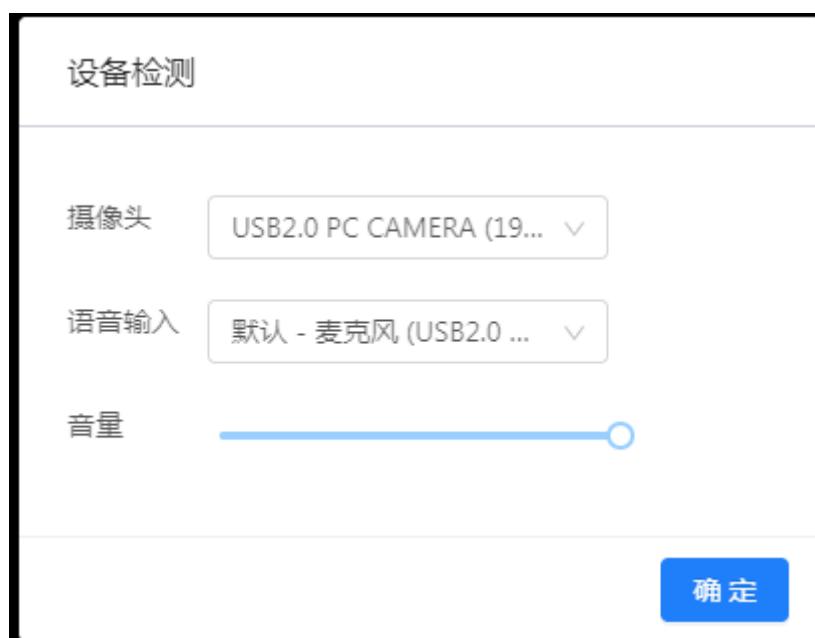 设备检测
摄像头
USB2.0 PC CAMERA (19...
语音输入
默认 - 麦克风 (USB2.0 ...
音量
确 定